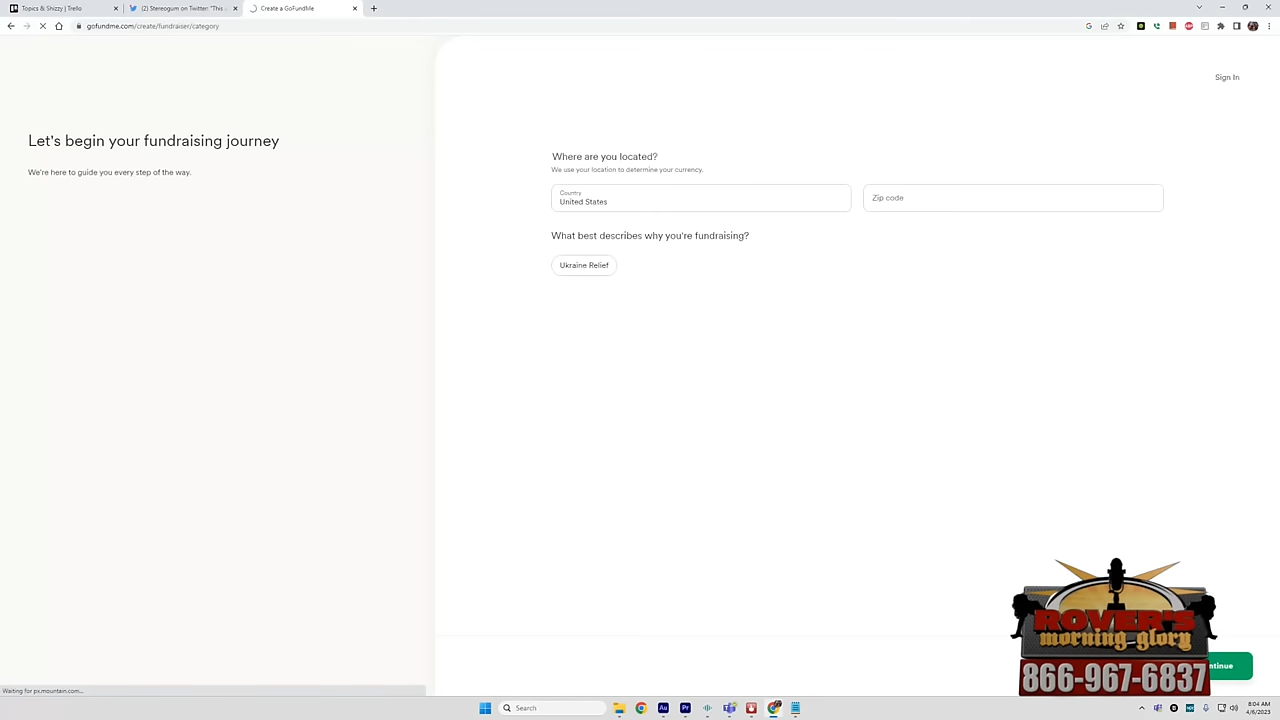 Topics & Shizzy | Trello
(2) Stereogum on Twitter: "This
Create a GoFundMe
gofundme.com/create/fundraiser/category
Sign In
Let's begin your fundraising journey
We're here to guide you every step of the way.
Where are you located?
We use your location to determine your currency.
Country
United States
Zip code
What best describes why you're fundraising?
Ukraine Relief
ROVER'S
morning glory
866-967-6837
ntinue
Waiting for px.mountain.com...
Search
Au
Pr
8:04 AM
4/6/2023